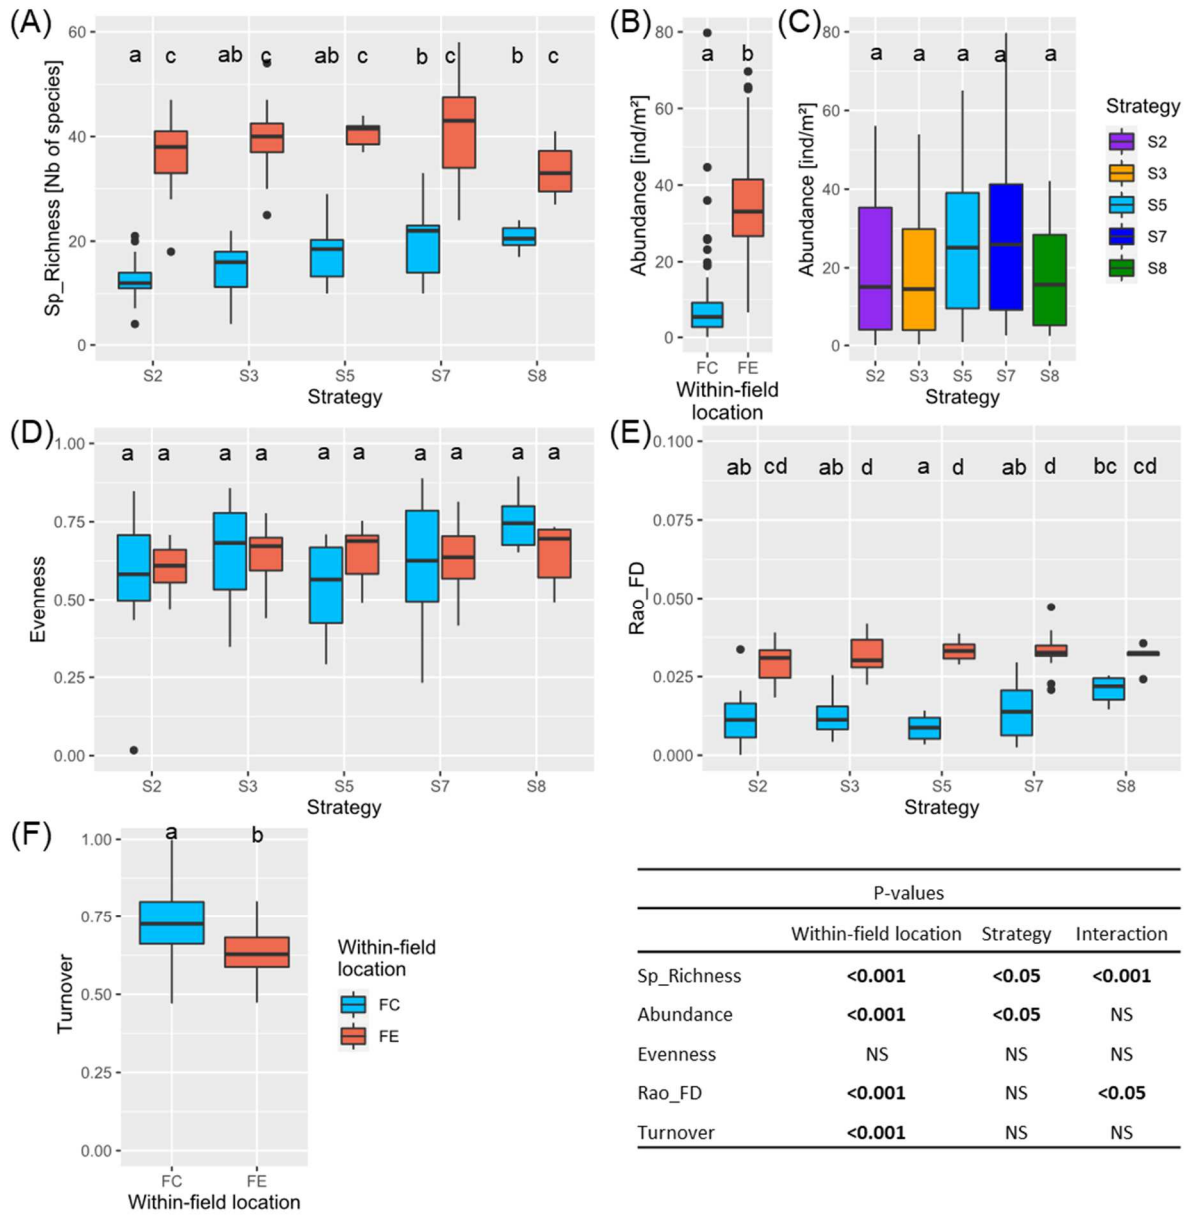 (A)
Sp_Richness [Nb of species]
60
40
20
0
a c ab c ab c b c b c
S2 S3 S5 S7 S8
Strategy
(B)
Abundance [ind/m²]
80
60
40
20
0
a b
FC FE
Within-field
location
(C)
Abundance [ind/m²]
80
60
40
20
0
a a a a a
S2 S3 S5 S7 S8
Strategy
Strategy
S2
S3
S5
S7
S8
(D)
Evenness
1.00
0.75
0.50
0.25
0.00
a a a a a a a a a a
S2 S3 S5 S7 S8
Strategy
(E)
Rao_FD
0.100
0.075
0.050
0.025
0.000
ab cd ab d a d ab d bc cd
S2 S3 S5 S7 S8
Strategy
(F)
Turnover
1.00
0.75
0.50
0.25
0.00
a b
FC FE
Within-field location
Within-field
location
FC
FE
P-values
Within-field location Strategy Interaction
Sp_Richness <0.001 <0.05 <0.001
Abundance <0.001 <0.05 NS
Evenness NS NS NS
Rao_FD <0.001 NS <0.05
Turnover <0.001 NS NS